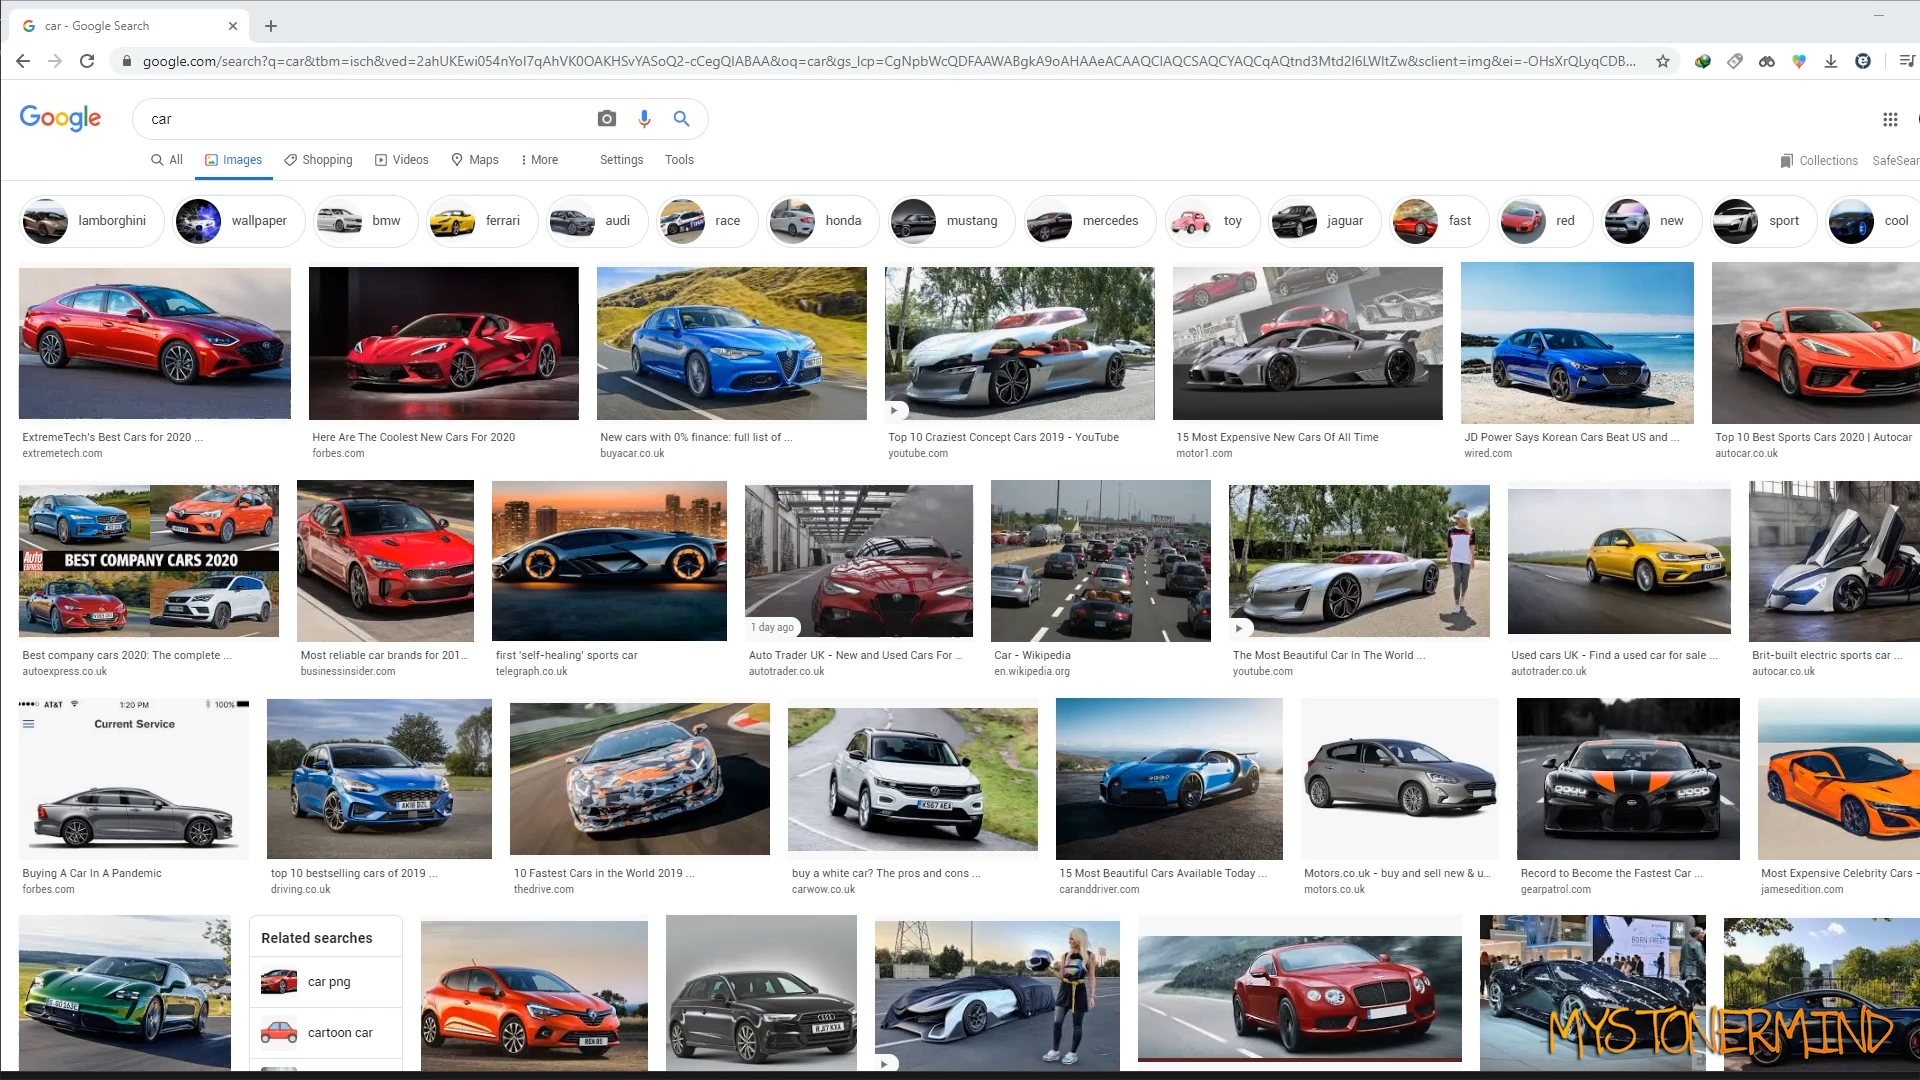 car - Google Search
google.com/search?q=car&tbm=isch&ved=2ahUKEwi054nYoI7qAhVK0OAKHSvYASoQ2-cCegQIABAA&oq=car&gs_lcp=CgNpbWcQDFAAWABgkA9oAHAAeACAAQCIAQCSAQCYAQCqAQtnd3Mtd2l6LWltZw&sclient=img&ei=-OHsXrQLyqCDB...
Google
car
All Images Shopping Videos Maps More Settings Tools
Collections SafeSear
lamborghini wallpaper bmw ferrari audi race honda mustang mercedes toy jaguar fast red new sport cool
ExtremeTech's Best Cars for 2020 ...
extremetech.com
Here Are The Coolest New Cars For 2020
forbes.com
New cars with 0% finance: full list of ...
buyacar.co.uk
Top 10 Craziest Concept Cars 2019 - YouTube
youtube.com
15 Most Expensive New Cars Of All Time
motor1.com
JD Power Says Korean Cars Beat US and ...
wired.com
Top 10 Best Sports Cars 2020 | Autocar
autocar.co.uk
Auto EXPRESS BEST COMPANY CARS 2020
Best company cars 2020: The complete ...
autoexpress.co.uk
Most reliable car brands for 201...
businessinsider.com
first 'self-healing' sports car
telegraph.co.uk
1 day ago
Auto Trader UK - New and Used Cars For ...
autotrader.co.uk
Car - Wikipedia
en.wikipedia.org
The Most Beautiful Car In The World ...
youtube.com
Used cars UK - Find a used car for sale ...
autotrader.co.uk
Brit-built electric sports car ...
autocar.co.uk
AT&T 1:20 PM 100%
Current Service
Buying A Car In A Pandemic
forbes.com
AK18 BZL
top 10 bestselling cars of 2019 ...
driving.co.uk
10 Fastest Cars in the World 2019 ...
thedrive.com
KS67 AEA
buy a white car? The pros and cons ...
carwow.co.uk
15 Most Beautiful Cars Available Today ...
caranddriver.com
Motors.co.uk - buy and sell new & u...
motors.co.uk
Record to Become the Fastest Car ...
gearpatrol.com
Most Expensive Celebrity Cars -
jamesedition.com
Related searches
car png
cartoon car
RJ17 KXA
BORN FREE
MYSTONERMIND